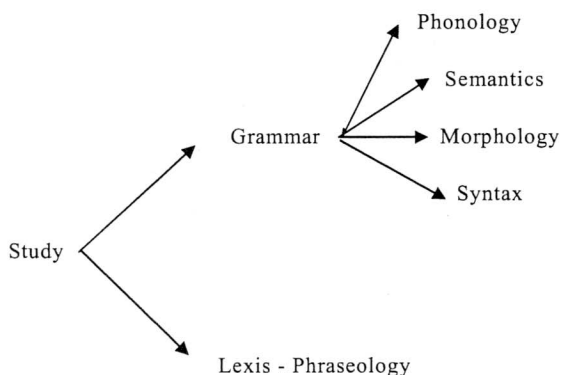 Phonology
Semantics
Grammar
Morphology
Syntax
Study
Lexis - Phraseology